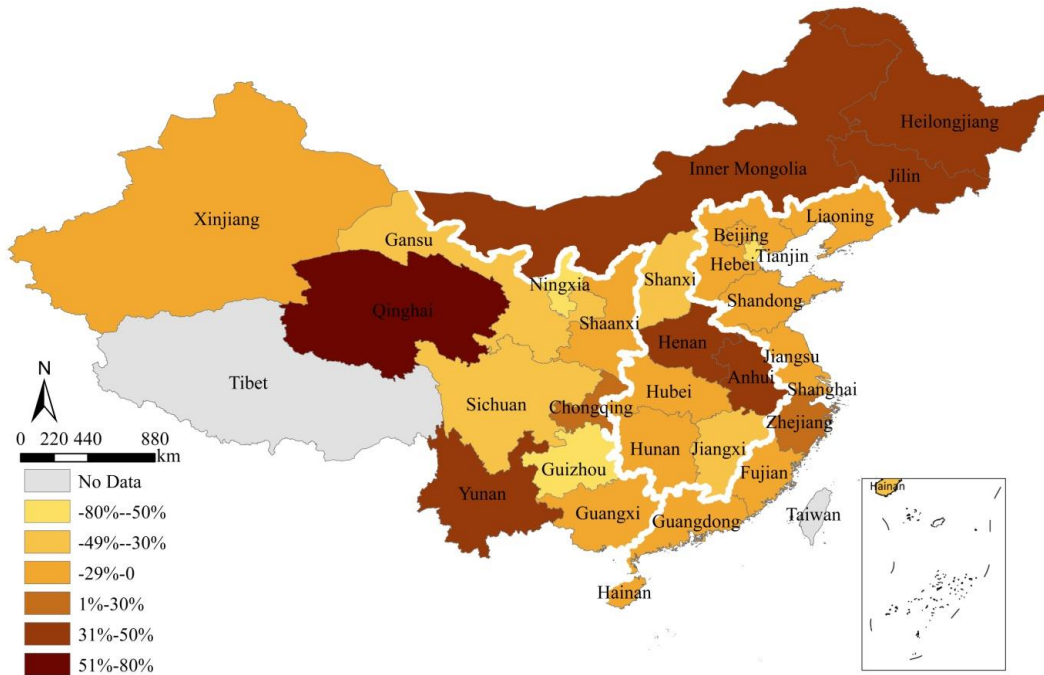 Heilongjiang
Inner Mongolia
Jilin
Xinjiang
Liaoning
Beijing
Gansu
Tianjin
Hebei
Shanxi
Ningxia
Shandong
Qinghai
Shaanxi
Henan
Jiangsu
N
Anhui
Tibet
Hubei
Shanghai
Sichuan
Chongqing
Zhejiang
0 220 440 880
km
Hunan
Jiangxi
Guizhou
Fujian
No Data
Yunan
Guangxi
Guangdong
Taiwan
Hainan
-80%--50%
-49%--30%
-29%-0
Hainan
1%-30%
31%-50%
51%-80%